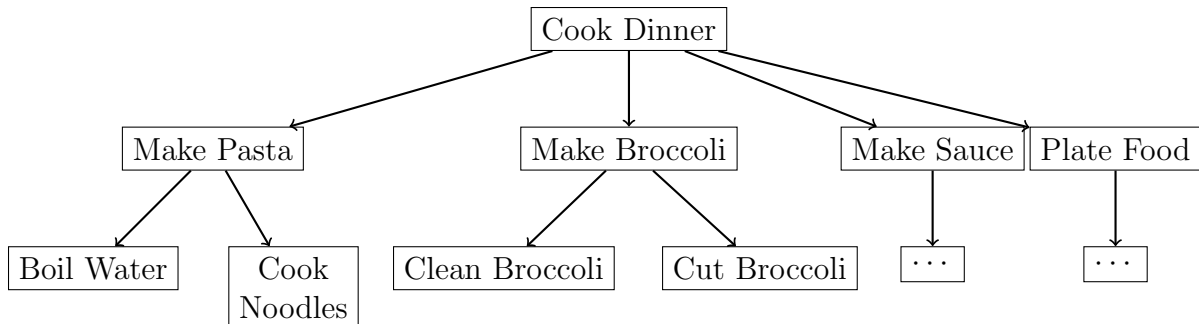 Cook Dinner
Make Pasta
Make Broccoli
Make Sauce
Plate Food
Boil Water
Cook
Noodles
Clean Broccoli
Cut Broccoli
···
···